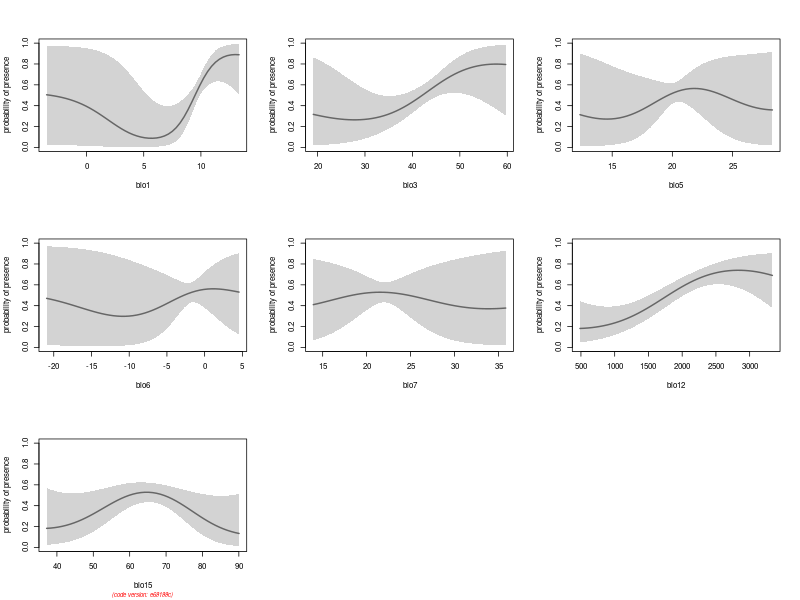 probability of presence
0.0 0.2 0.4 0.6 0.8 1.0
0 5 10
bio1
probability of presence
0.0 0.2 0.4 0.6 0.8 1.0
20 30 40 50 60
bio3
probability of presence
0.0 0.2 0.4 0.6 0.8 1.0
15 20 25
bio5
probability of presence
0.0 0.2 0.4 0.6 0.8 1.0
-20 -15 -10 -5 0 5
bio6
probability of presence
0.0 0.2 0.4 0.6 0.8 1.0
15 20 25 30 35
bio7
probability of presence
0.0 0.2 0.4 0.6 0.8 1.0
500 1000 1500 2000 2500 3000
bio12
probability of presence
0.0 0.2 0.4 0.6 0.8 1.0
40 50 60 70 80 90
bio15
(code version: